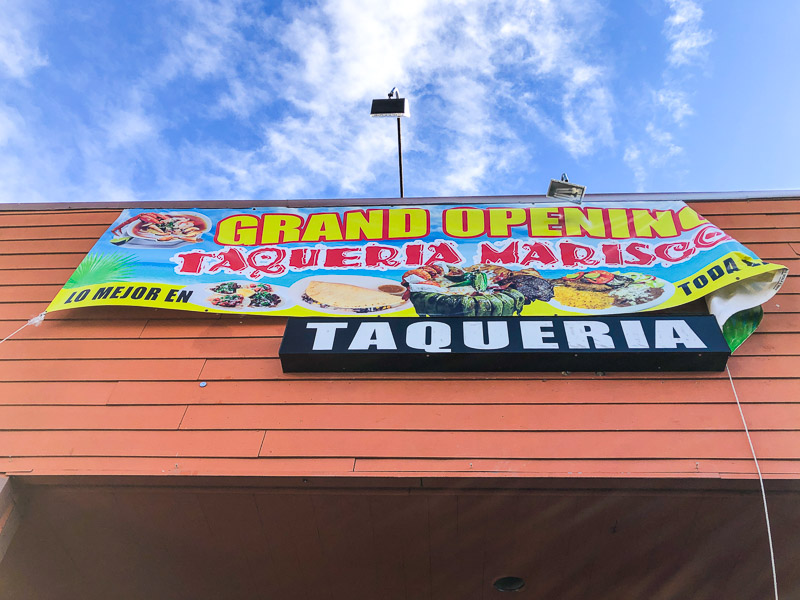 GRAND OPENING
TAQUERIA MARISCO
LO MEJOR EN TODA
TAQUERIA